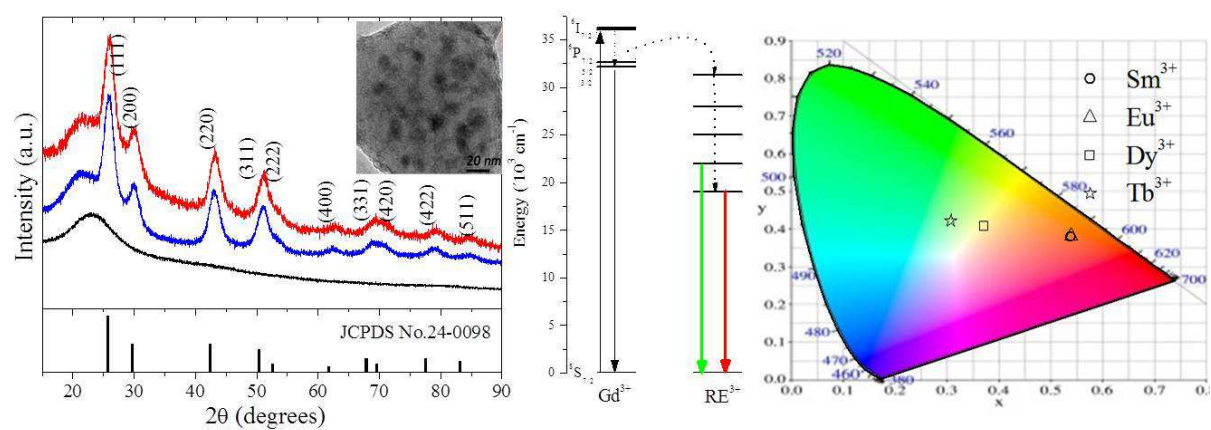 Intensity (a.u.)
(111)
(200)
(220)
(311)
(222)
(400)
(331)
(420)
(422)
(511)
20 nm
JCPDS No.24-0098
20 30 40 50 60 70 80 90
2θ (degrees)
Energy (´10³ cm⁻¹)
35
30
25
20
15
10
5
0
⁶I₇/₂
⁶P₇/₂
5/2
3/2
⁸S₇/₂
Gd³⁺
RE³⁺
0.9
0.8
0.7
0.6
0.5
y
0.4
0.3
0.2
0.1
0.0
0.0 0.1 0.2 0.3 0.4 0.5 0.6 0.7 0.8
x
520
540
560
580
600
620
700
500
490
480
470
460
380
Sm³⁺
Eu³⁺
Dy³⁺
Tb³⁺